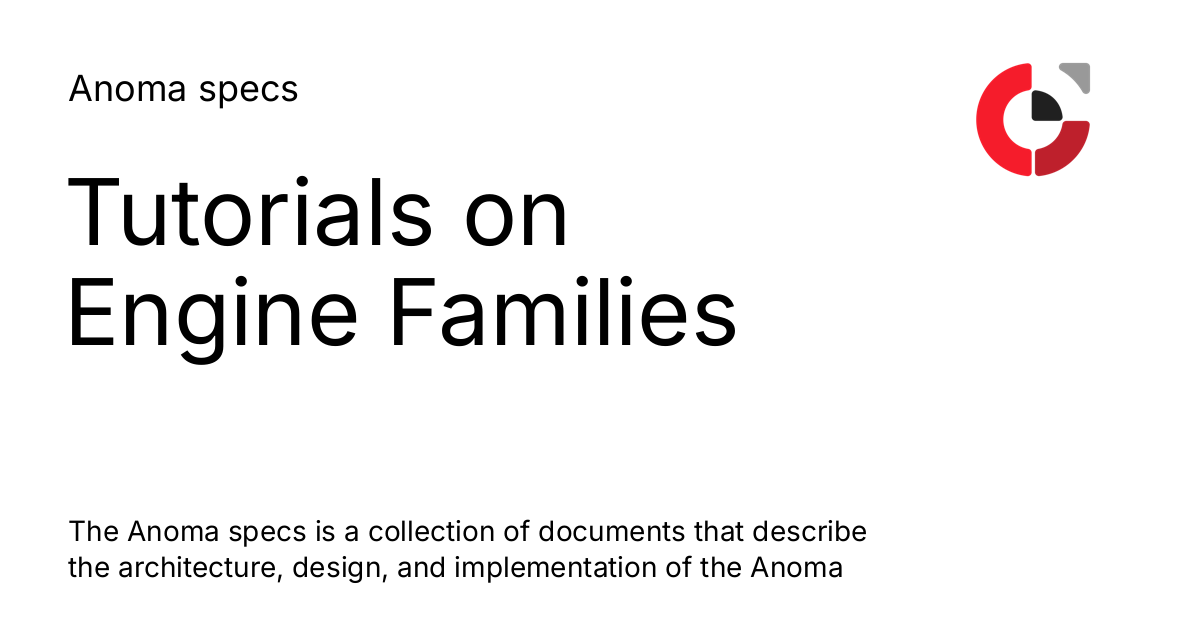 Anoma specs
Tutorials on
Engine Families
The Anoma specs is a collection of documents that describe
the architecture, design, and implementation of the Anoma